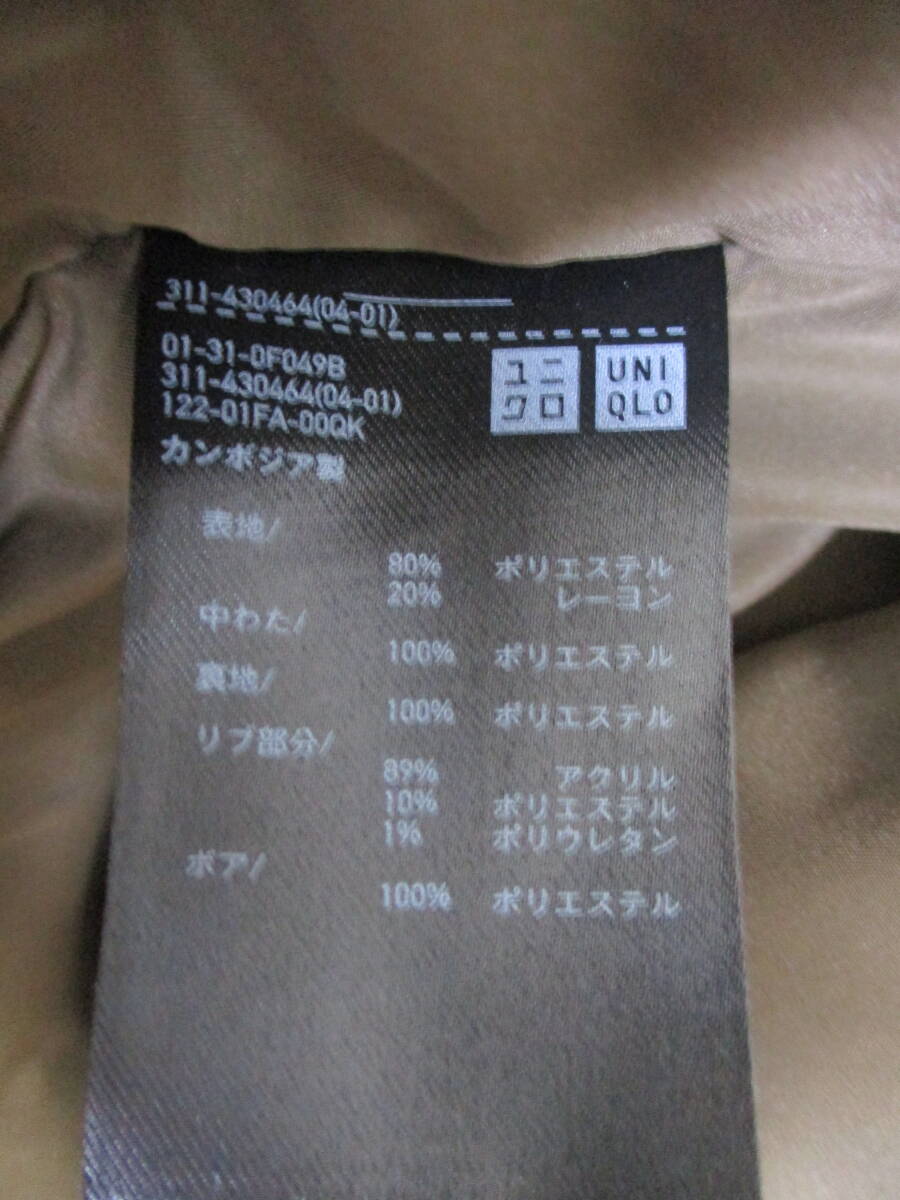 311-430464(04-01)
01-31-0F049B
311-430464(04-01)
122-01FA-00QK
カンボジア製
ユニ
クロ
UNI
QLO
表地/
80% ポリエステル
20% レーヨン
中わた/
100% ポリエステル
裏地/
100% ポリエステル
リブ部分/
89% アクリル
10% ポリエステル
1% ポリウレタン
ボア/
100% ポリエステル